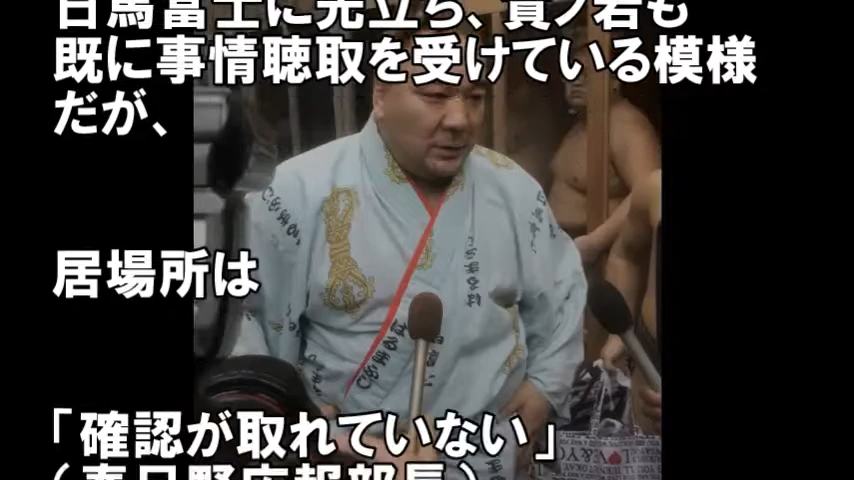 日馬富士に先立ち、貴ノ岩も
既に事情聴取を受けている模様
だが、
居場所は
「確認が取れていない」
（春日野広報部長）